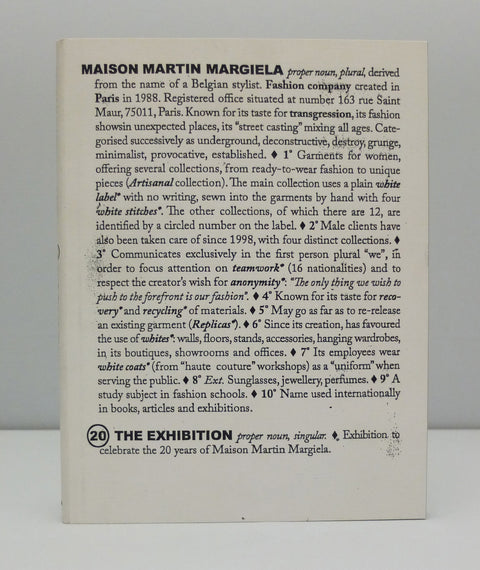 MAISON MARTIN MARGIELA proper noun, plural, derived
from the name of a Belgian stylist. Fashion company created in
Paris in 1988. Registered office situated at number 163 rue Saint
Maur, 75011, Paris. Known for its taste for transgression, its fashion
showsin unexpected places, its “street casting” mixing all ages. Cate-
gorised successively as underground, deconstructive, destroy, grunge,
minimalist, provocative, established. ♦ 1° Garments for women,
offering several collections, from ready-to-wear fashion to unique
pieces (Artisanal collection). The main collection uses a plain white
label* with no writing, sewn into the garments by hand with four
white stitches*. The other collections, of which there are 12, are
identified by a circled number on the label. ♦ 2° Male clients have
also been taken care of since 1998, with four distinct collections. ♦
3° Communicates exclusively in the first person plural “we”, in
order to focus attention on teamwork* (16 nationalities) and to
respect the creator's wish for anonymity*: “The only thing we wish to
push to the forefront is our fashion”. ♦ 4° Known for its taste for reco-
very* and recycling* of materials. ♦ 5° May go as far as to re-release
an existing garment (Replicas*). ♦ 6° Since its creation, has favoured
the use of whites*: walls, floors, stands, accessories, hanging wardrobes,
in its boutiques, showrooms and offices. ♦ 7° Its employees wear
white coats* (from “haute couture” workshops) as a “uniform” when
serving the public. ♦ 8° Ext. Sunglasses, jewellery, perfumes. ♦ 9° A
study subject in fashion schools. ♦ 10° Name used internationally
in books, articles and exhibitions.
20 THE EXHIBITION proper noun, singular. ♦ Exhibition to
celebrate the 20 years of Maison Martin Margiela.